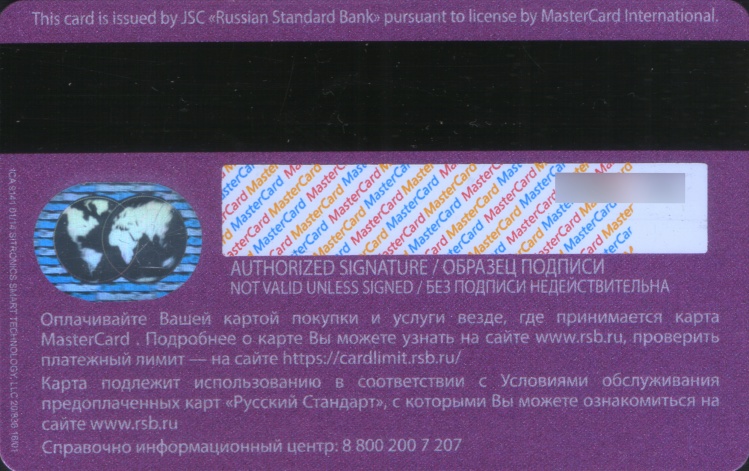 This card is issued by JSC «Russian Standard Bank» pursuant to license by MasterCard International.
AUTHORIZED SIGNATURE / ОБРАЗЕЦ ПОДПИСИ
NOT VALID UNLESS SIGNED / БЕЗ ПОДПИСИ НЕДЕЙСТВИТЕЛЬНА
Оплачивайте Вашей картой покупки и услуги везде, где принимается карта
MasterCard . Подробнее о карте Вы можете узнать на сайте www.rsb.ru, проверить
платежный лимит — на сайте https://cardlimit.rsb.ru/
Карта подлежит использованию в соответствии с Условиями обслуживания
предоплаченных карт «Русский Стандарт», с которыми Вы можете ознакомиться на
сайте www.rsb.ru
Справочно информационный центр: 8 800 200 7 207